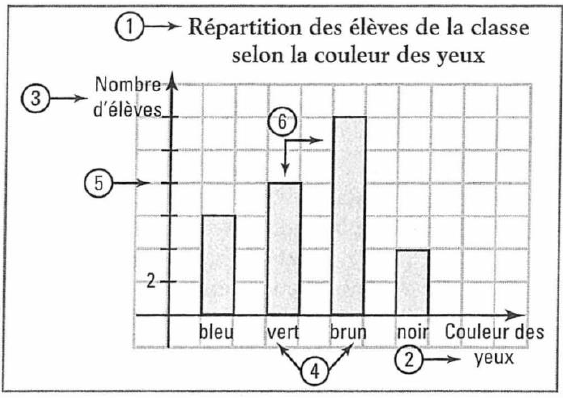 1 Répartition des élèves de la classe
selon la couleur des yeux
3 Nombre
d'élèves
6
5
2
bleu vert brun noir Couleur des
4 2 yeux